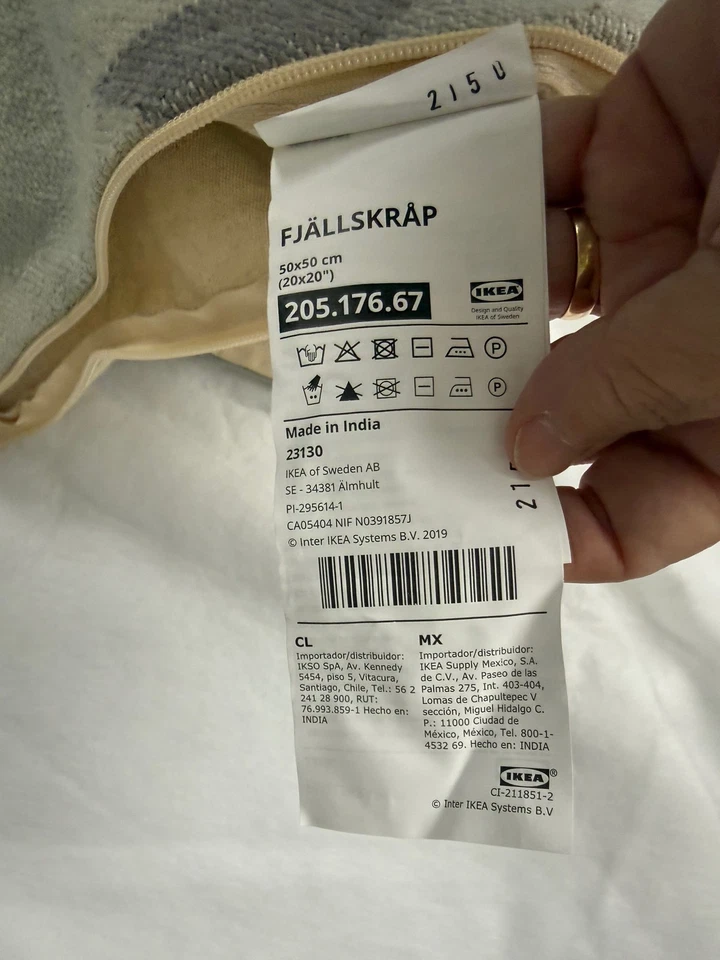 2150
FJÄLLSKRÅP
50x50 cm
(20x20")
205.176.67
IKEA
Design and Quality
IKEA of Sweden
P
P
Made in India
23130
IKEA of Sweden AB
SE - 34381 Älmhult
PI-295614-1
CA05404 NIF N0391857J
© Inter IKEA Systems B.V. 2019
CL
Importador/distribuidor:
IKSO SpA, Av. Kennedy
5454, piso 5, Vitacura,
Santiago, Chile, Tel.: 56 2
241 28 900, RUT:
76.993.859-1 Hecho en:
INDIA
MX
Importador/distribuidor:
IKEA Supply Mexico, S.A.
de C.V., Av. Paseo de las
Palmas 275, Int. 403-404,
Lomas de Chapultepec V
sección, Miguel Hidalgo C.
P.: 11000 Ciudad de
México, México, Tel. 800-1-
4532 69. Hecho en: INDIA
IKEA®
CI-211851-2
© Inter IKEA Systems B.V